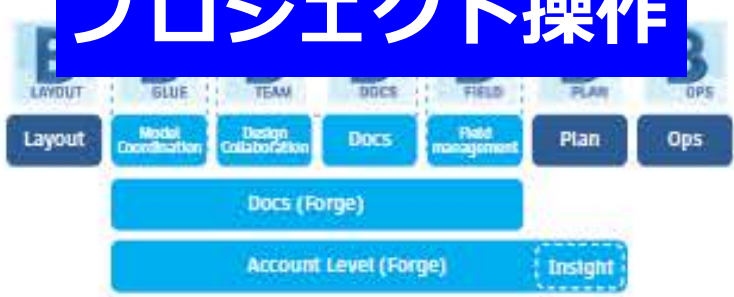 プロジェクト操作
LAYOUT GLUE TEAM DOCS FIELD PLAN OPS
Layout Model Coordination Design Collaboration Docs Field management Plan Ops
Docs (Forge)
Account Level (Forge) Insight